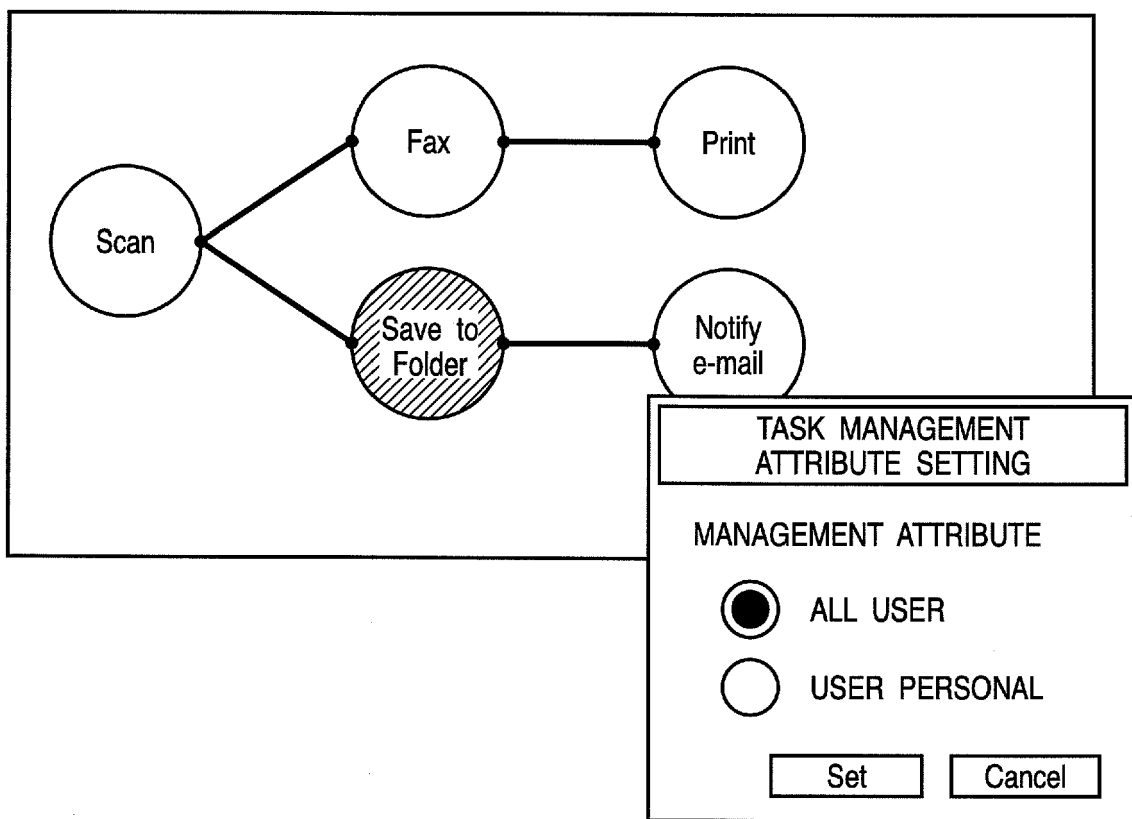 Fax
Print
Scan
Save to
Folder
Notify
e-mail
TASK MANAGEMENT
ATTRIBUTE SETTING
MANAGEMENT ATTRIBUTE
ALL USER
USER PERSONAL
Set
Cancel